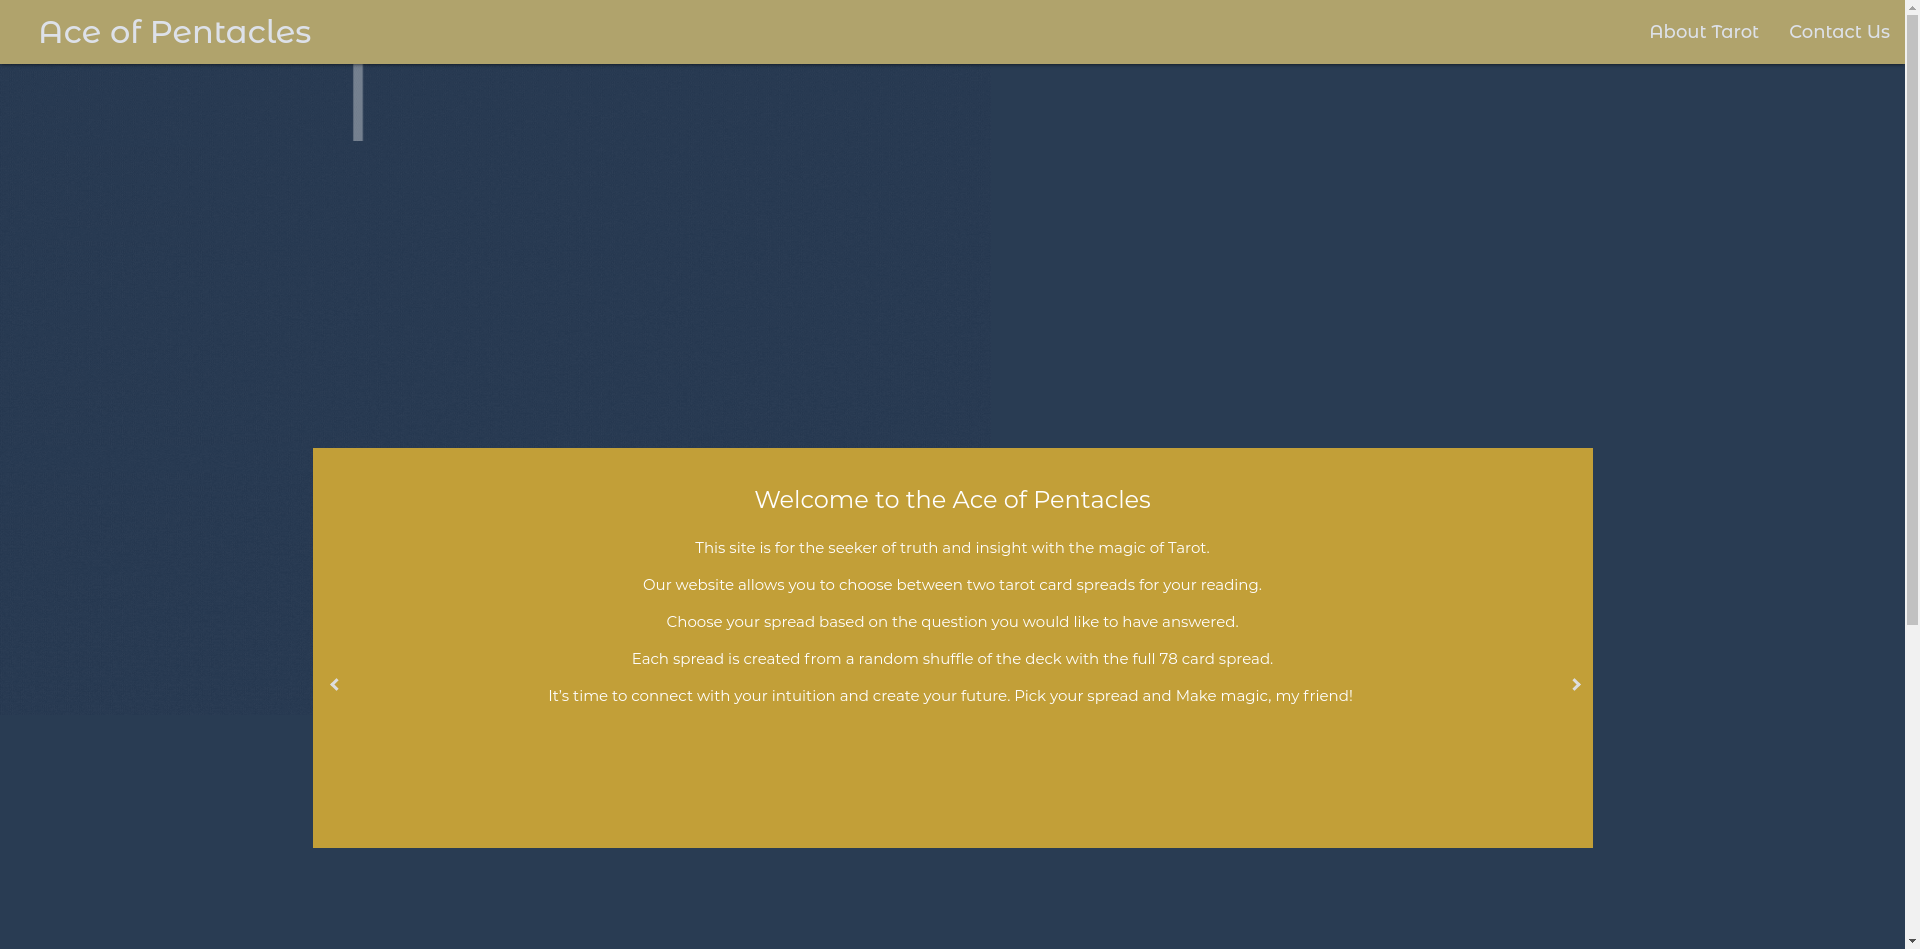 Ace of Pentacles
About Tarot
Contact Us
Welcome to the Ace of Pentacles
This site is for the seeker of truth and insight with the magic of Tarot.
Our website allows you to choose between two tarot card spreads for your reading.
Choose your spread based on the question you would like to have answered.
Each spread is created from a random shuffle of the deck with the full 78 card spread.
It's time to connect with your intuition and create your future. Pick your spread and Make magic, my friend!